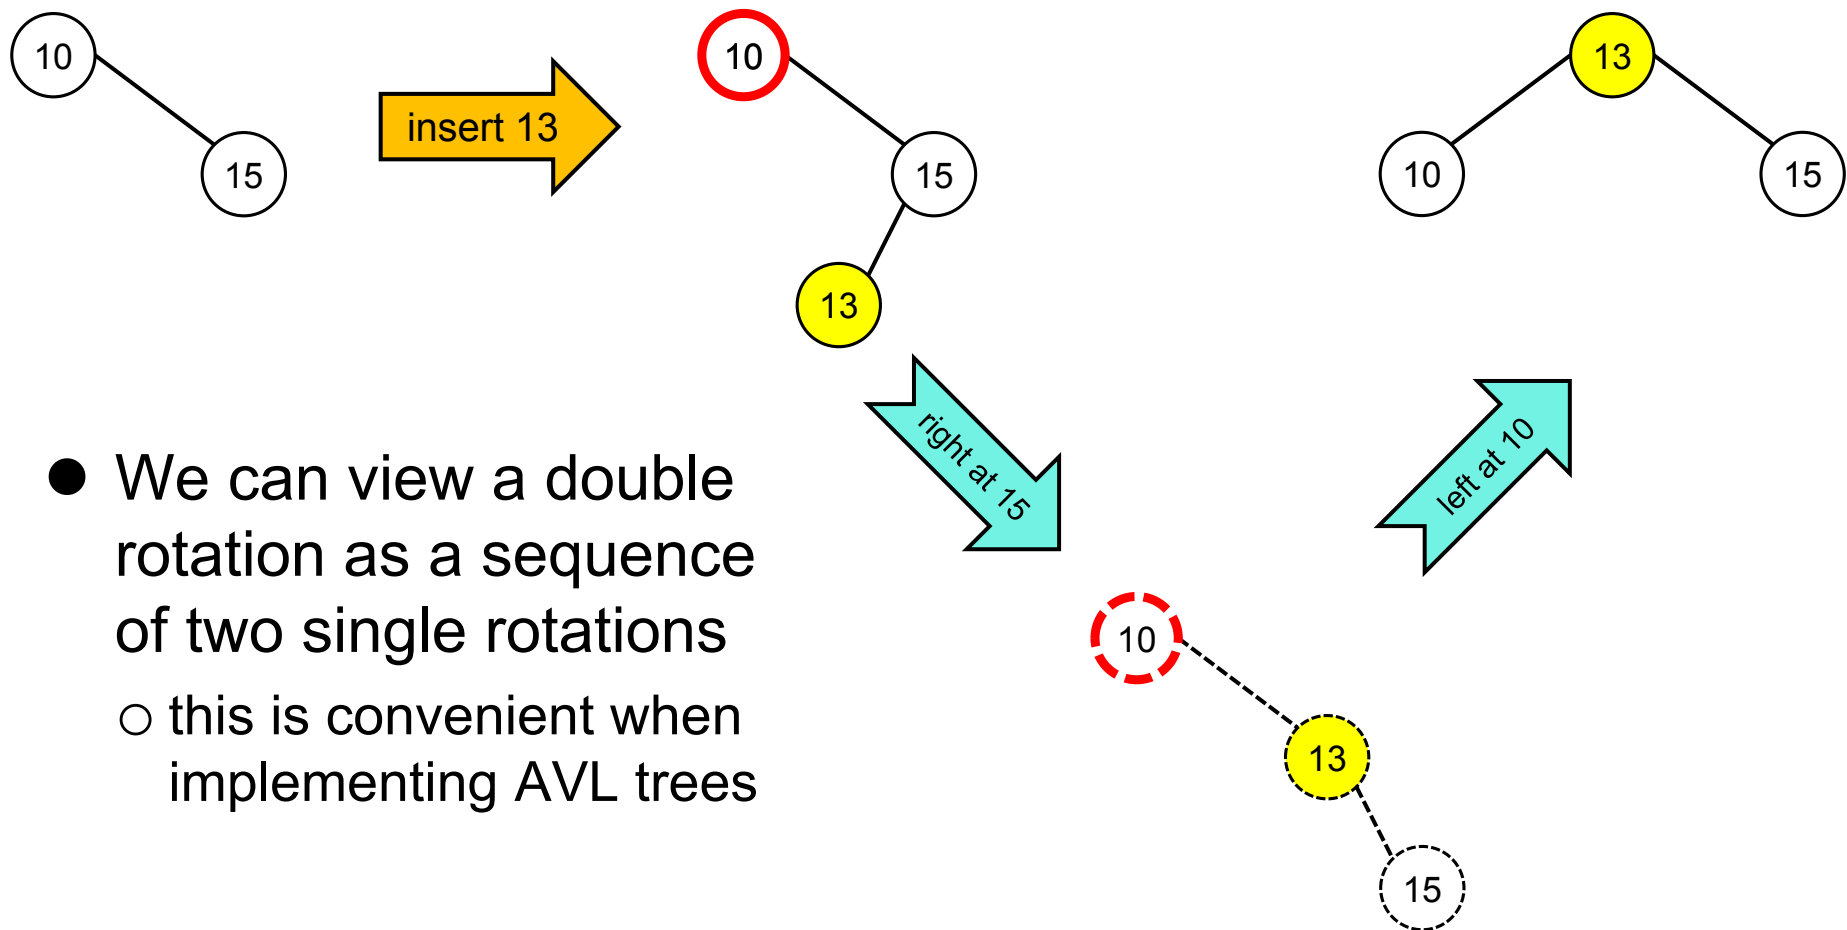 10
15
insert 13
10
15
13
13
10
15
right at 15
left at 10
● We can view a double
rotation as a sequence
of two single rotations
○ this is convenient when
implementing AVL trees
10
13
15